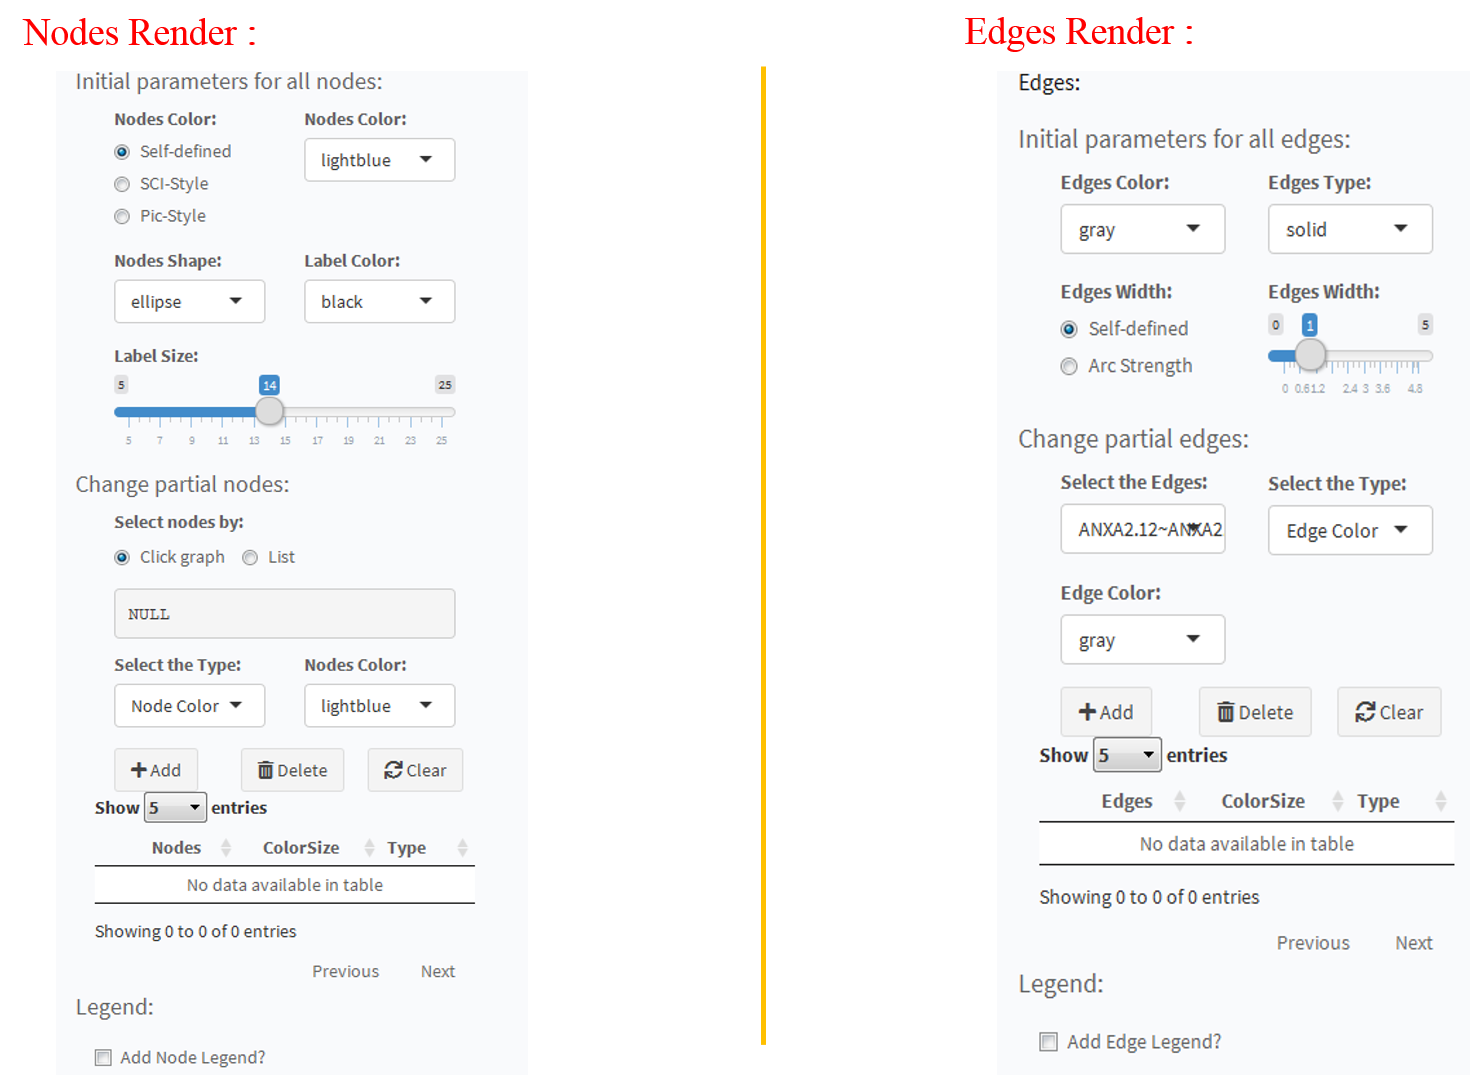 Nodes Render :
Initial parameters for all nodes:
Nodes Color: Nodes Color:
Self-defined lightblue
SCI-Style
Pic-Style
Nodes Shape: Label Color:
ellipse black
Label Size:
5 14 25
5 7 9 11 13 15 17 19 21 23 25
Change partial nodes:
Select nodes by:
Click graph List
NULL
Select the Type: Nodes Color:
Node Color lightblue
Add Delete Clear
Show 5 entries
Nodes ColorSize Type
No data available in table
Showing 0 to 0 of 0 entries
Previous Next
Legend:
Add Node Legend?
Edges Render :
Edges:
Initial parameters for all edges:
Edges Color: Edges Type:
gray solid
Edges Width: Edges Width:
0 1 5
Self-defined
Arc Strength
0 0.6 1.2 2.4 3 3.6 4.8
Change partial edges:
Select the Edges: Select the Type:
ANXA2.12~ANXA2 Edge Color
Edge Color:
gray
Add Delete Clear
Show 5 entries
Edges ColorSize Type
No data available in table
Showing 0 to 0 of 0 entries
Previous Next
Legend:
Add Edge Legend?